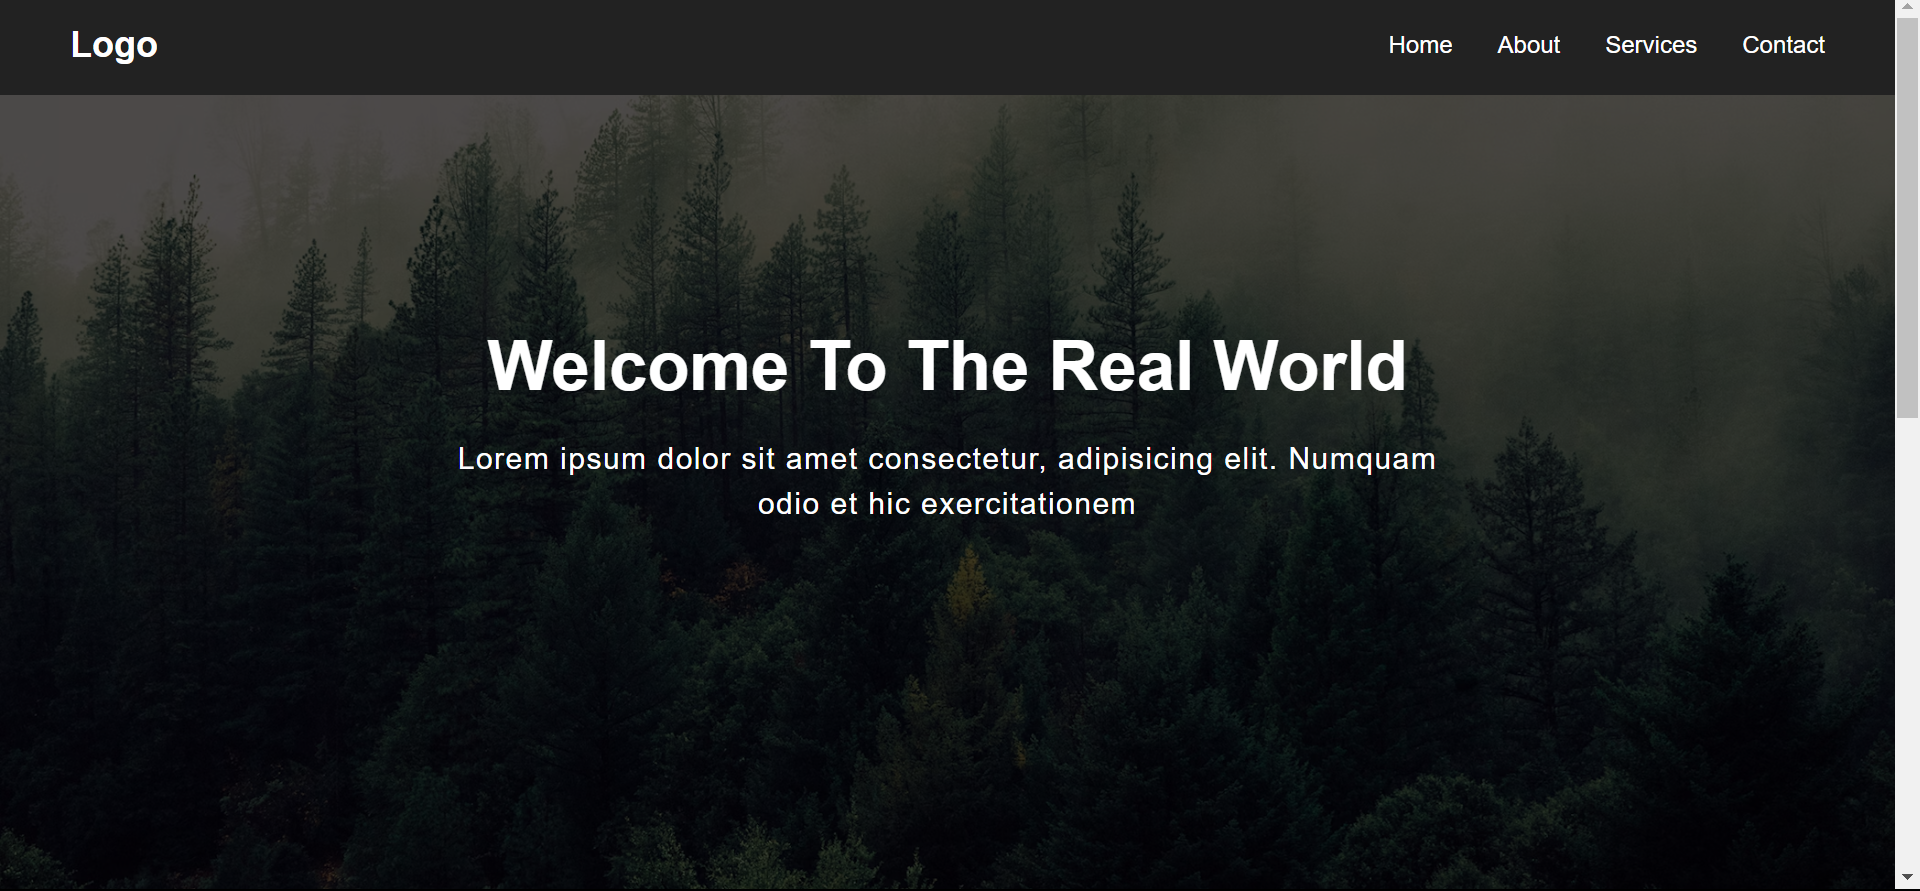 Logo
Home About Services Contact
Welcome To The Real World
Lorem ipsum dolor sit amet consectetur, adipisicing elit. Numquam
odio et hic exercitationem